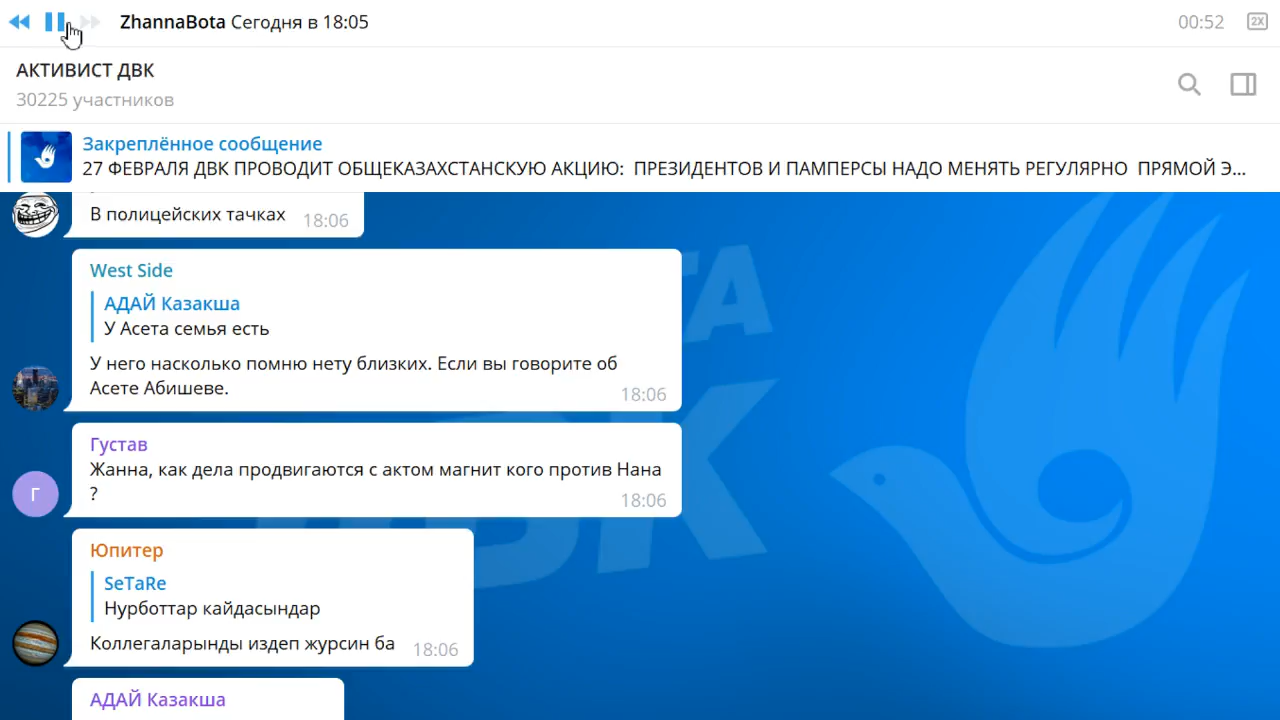 ZhannaBota Сегодня в 18:05
00:52
2X
АКТИВИСТ ДВК
30225 участников
Закреплённое сообщение
27 ФЕВРАЛЯ ДВК ПРОВОДИТ ОБЩЕКАЗАХСТАНСКУЮ АКЦИЮ: ПРЕЗИДЕНТОВ И ПАМПЕРСЫ НАДО МЕНЯТЬ РЕГУЛЯРНО ПРЯМОЙ Э...
В полицейских тачках
18:06
West Side
АДАЙ Казакша
У Асета семья есть
У него насколько помню нету близких. Если вы говорите об
Асете Абишеве.
18:06
Густав
Жанна, как дела продвигаются с актом магнит кого против Нана
?
18:06
Г
Юпитер
SeTaRe
Нурботтар кайдасындар
Коллегаларынды издеп журсин ба
18:06
АДАЙ Казакша